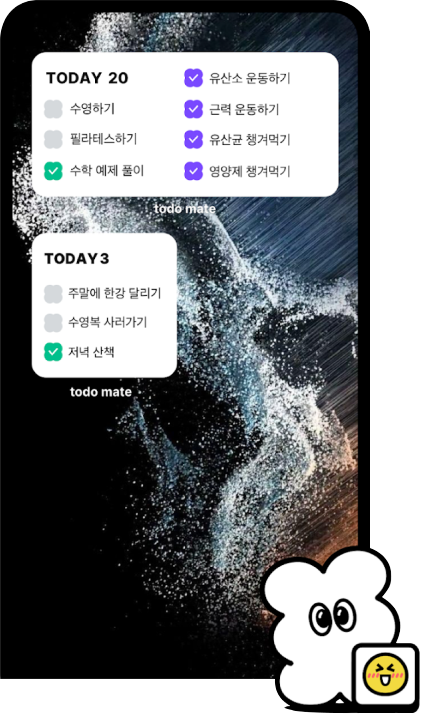 TODAY 20
수영하기
필라테스하기
수학 예제 풀이
유산소 운동하기
근력 운동하기
유산균 챙겨먹기
영양제 챙겨먹기
todo mate
TODAY 3
주말에 한강 달리기
수영복 사러가기
저녁 산책
todo mate